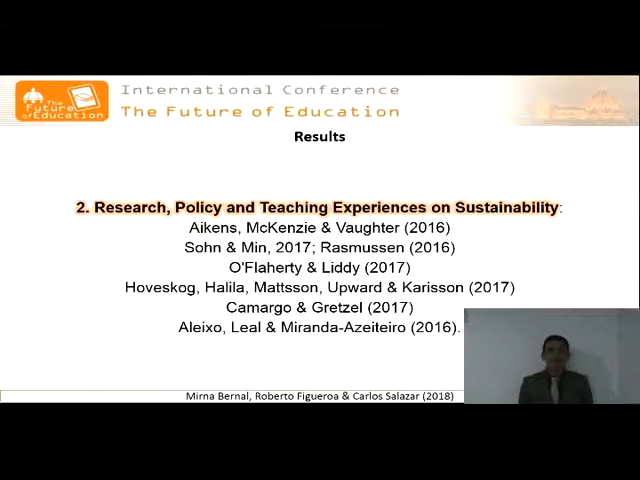 The
Future
of Education
International Conference
The Future of Education
Results
2. Research, Policy and Teaching Experiences on Sustainability:
Aikens, McKenzie & Vaughter (2016)
Sohn & Min, 2017; Rasmussen (2016)
O'Flaherty & Liddy (2017)
Hoveskog, Halila, Mattsson, Upward & Karisson (2017)
Camargo & Gretzel (2017)
Aleixo, Leal & Miranda-Azeiteiro (2016).
Mirna Bernal, Roberto Figueroa & Carlos Salazar (2018)